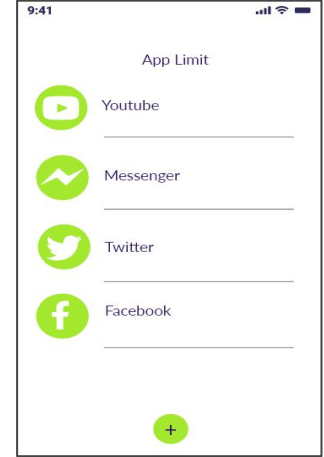 9:41
App Limit
Youtube
Messenger
Twitter
Facebook
+